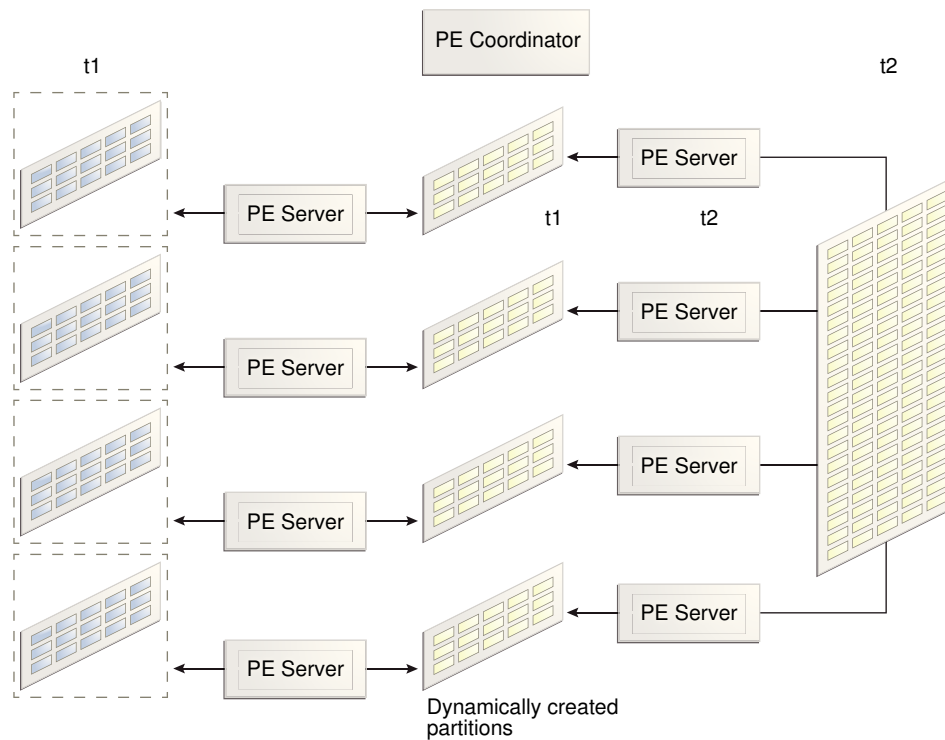 PE Coordinator
t1
t2
PE Server
PE Server
t1
t2
PE Server
PE Server
PE Server
PE Server
PE Server
PE Server
Dynamically created
partitions